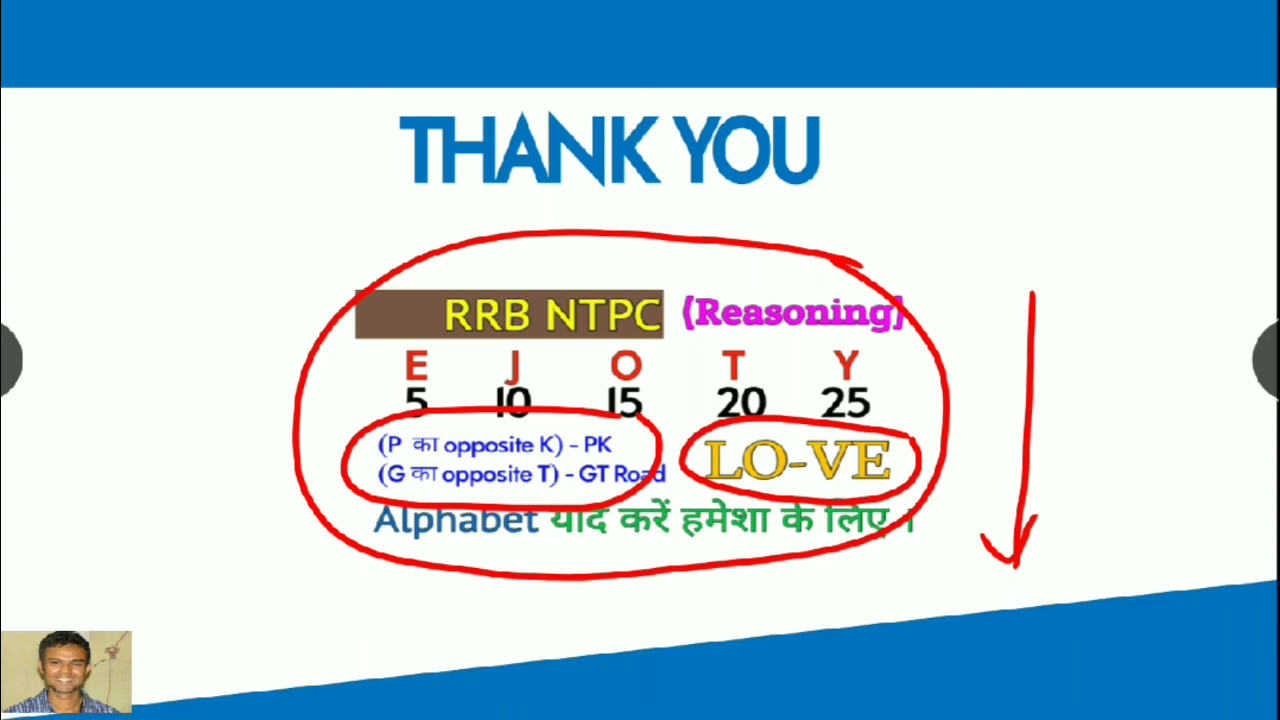 THANK YOU
RRB NTPC (Reasoning)
E J O T Y
5 10 15 20 25
(P का opposite K) - PK
(G का opposite T) - GT Road
LO-VE
Alphabet याद करें हमेशा के लिए ।